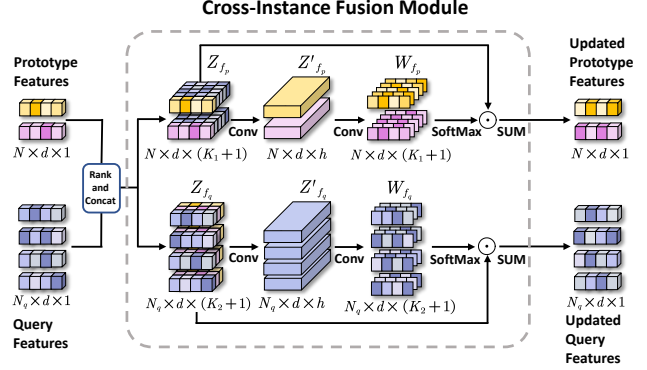 Cross-Instance Fusion Module
Prototype
Features
N × d × 1
Rank
and
Concat
N_q × d × 1
Query
Features
Z_{f_p}
Z'_{f_p}
W_{f_p}
Conv
Conv
SoftMax
SUM
N × d × (K_1 + 1)
N × d × h
N × d × (K_1 + 1)
Z_{f_q}
Z'_{f_q}
W_{f_q}
Conv
Conv
SoftMax
SUM
N_q × d × (K_2 + 1)
N_q × d × h
N_q × d × (K_2 + 1)
Updated
Prototype
Features
N × d × 1
N_q × d × 1
Updated
Query
Features